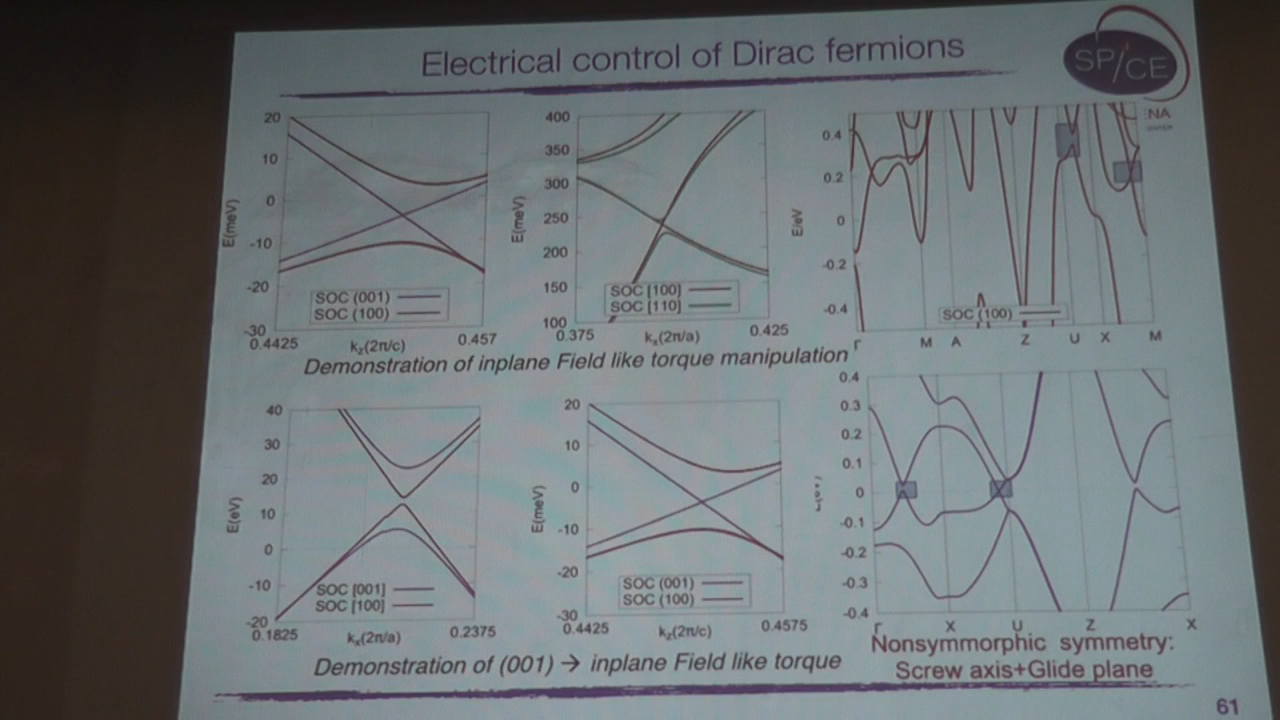 Electrical control of Dirac fermions
SP/CE
NA
20
10
0
-10
-20
-30
E(meV)
SOC (001)
SOC (100)
0.4425
k_z(2π/c)
0.457
400
350
300
250
200
150
100
E(meV)
SOC [100]
SOC [110]
0.375
k_x(2π/a)
0.425
0.4
0.2
0
-0.2
-0.4
E/eV
SOC (100)
Γ M A Z U X M
Demonstration of inplane Field like torque manipulation
40
30
20
10
0
-10
-20
E(eV)
SOC [001]
SOC [100]
0.1825
k_x(2π/a)
0.2375
20
10
0
-10
-20
-30
E(meV)
SOC (001)
SOC (100)
0.4425
k_z(2π/c)
0.4575
0.4
0.3
0.2
0.1
0
-0.1
-0.2
-0.3
-0.4
Γ X U Z X
Demonstration of (001) → inplane Field like torque
Nonsymmorphic symmetry:
Screw axis+Glide plane
61